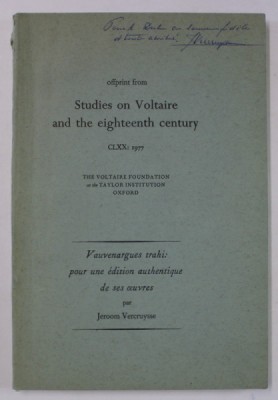 offprint from
Studies on Voltaire
and the eighteenth century
CLXX: 1977
THE VOLTAIRE FOUNDATION
at the TAYLOR INSTITUTION
OXFORD
Vauvenargues trahi:
pour une édition authentique
de ses œuvres
par
Jeroom Vercruysse